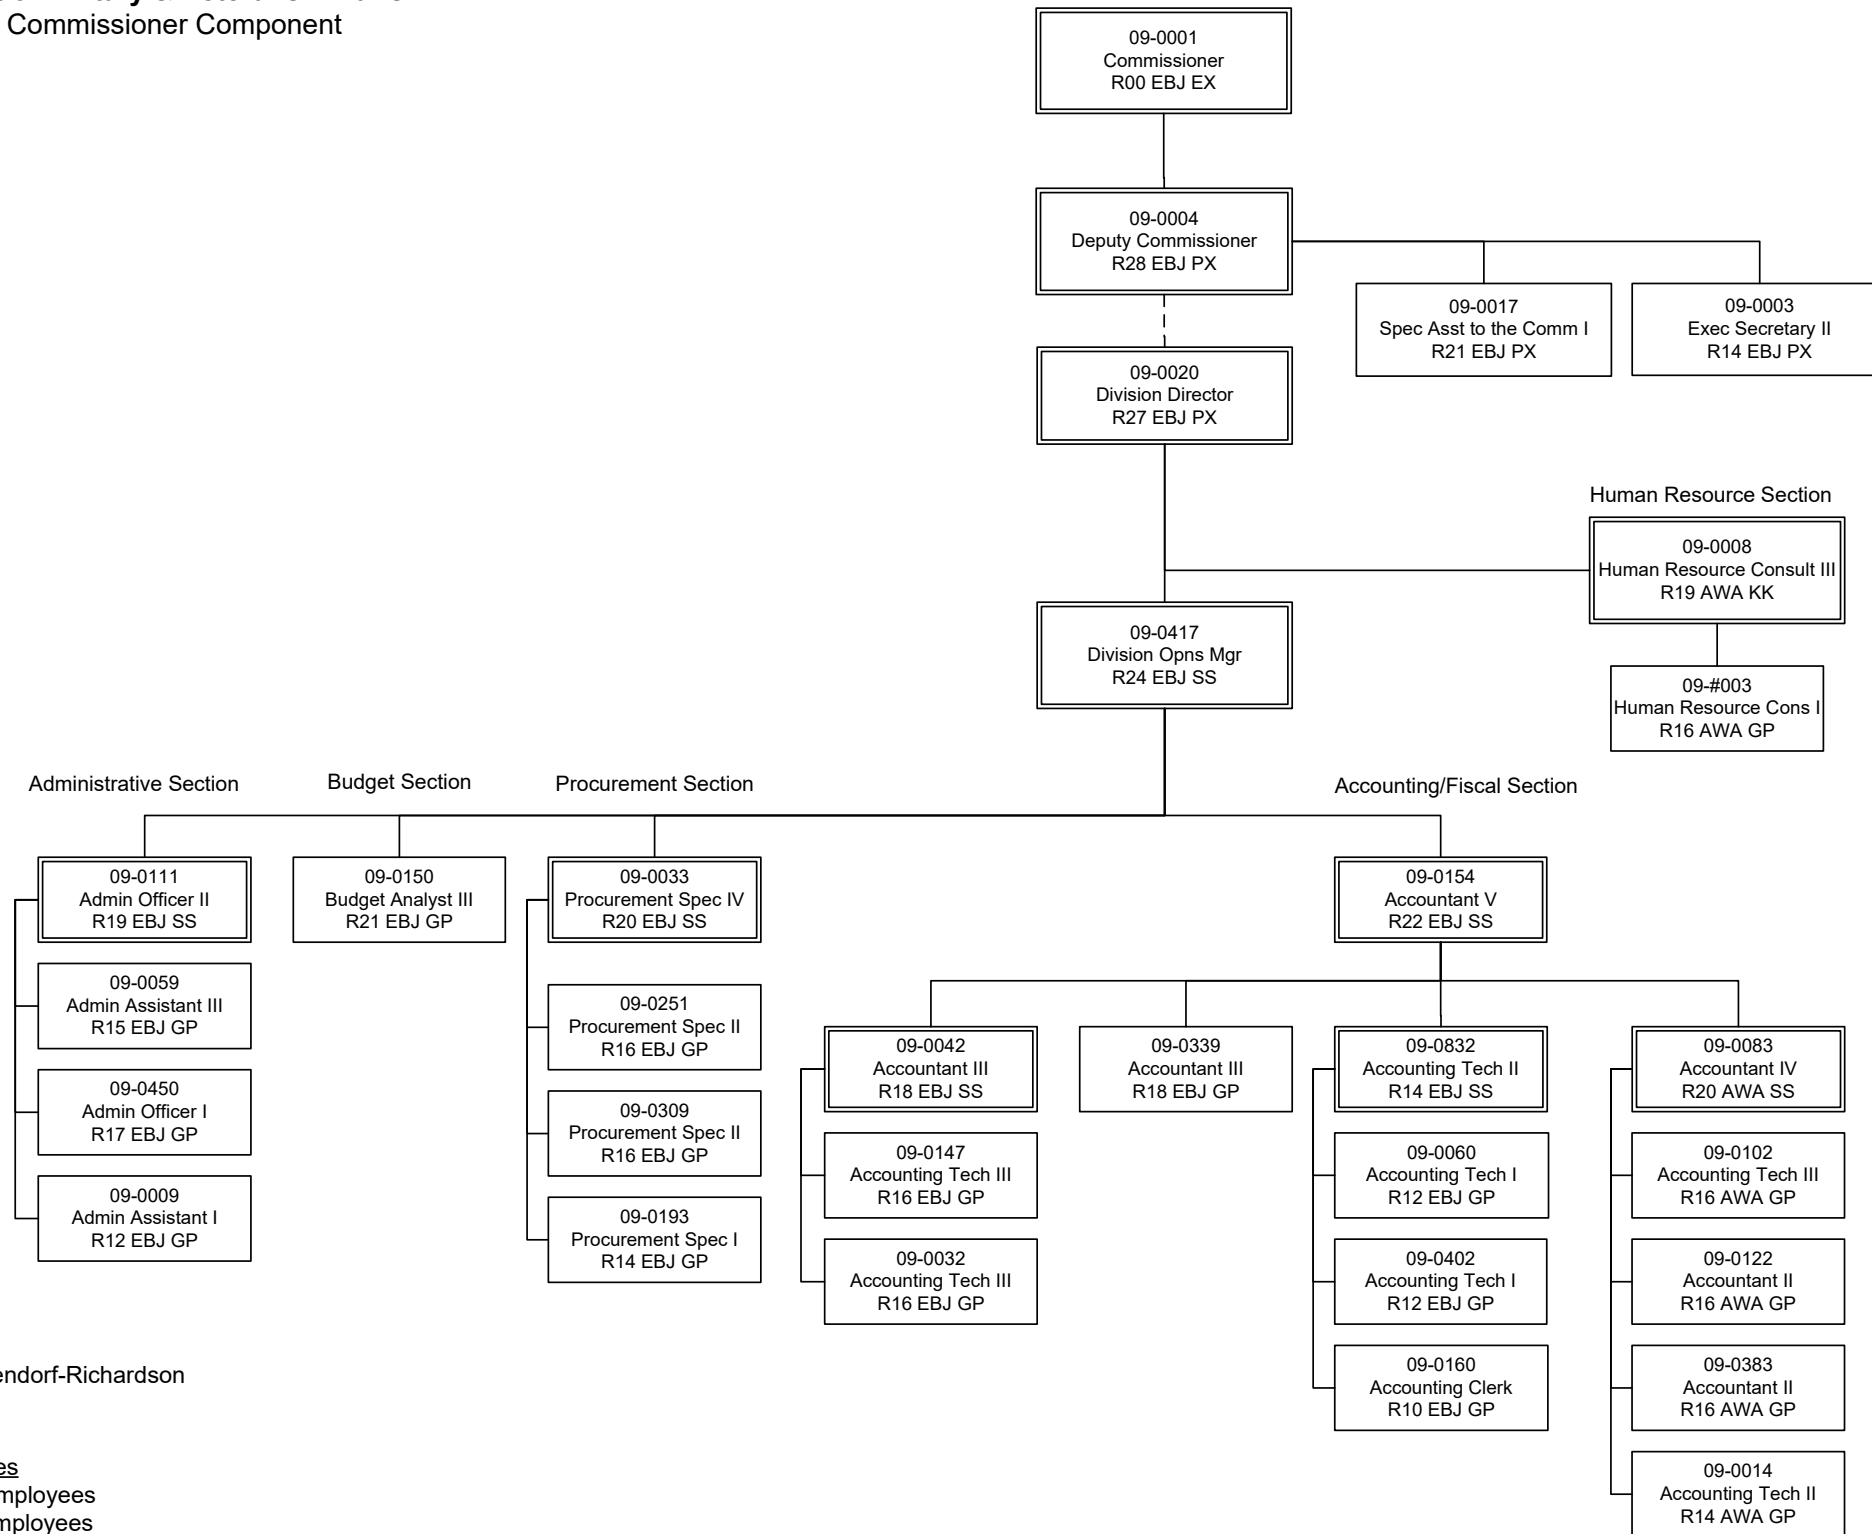 Commissioner Component
09-0001
Commissioner
R00 EBJ EX
09-0004
Deputy Commissioner
R28 EBJ PX
09-0017
Spec Asst to the Comm I
R21 EBJ PX
09-0003
Exec Secretary II
R14 EBJ PX
09-0020
Division Director
R27 EBJ PX
Human Resource Section
09-0008
Human Resource Consult III
R19 AWA KK
09-#003
Human Resource Cons I
R16 AWA GP
09-0417
Division Opns Mgr
R24 EBJ SS
Administrative Section
Budget Section
Procurement Section
Accounting/Fiscal Section
09-0111
Admin Officer II
R19 EBJ SS
09-0059
Admin Assistant III
R15 EBJ GP
09-0450
Admin Officer I
R17 EBJ GP
09-0009
Admin Assistant I
R12 EBJ GP
09-0150
Budget Analyst III
R21 EBJ GP
09-0033
Procurement Spec IV
R20 EBJ SS
09-0251
Procurement Spec II
R16 EBJ GP
09-0309
Procurement Spec II
R16 EBJ GP
09-0193
Procurement Spec I
R14 EBJ GP
09-0154
Accountant V
R22 EBJ SS
09-0042
Accountant III
R18 EBJ SS
09-0147
Accounting Tech III
R16 EBJ GP
09-0032
Accounting Tech III
R16 EBJ GP
09-0339
Accountant III
R18 EBJ GP
09-0832
Accounting Tech II
R14 EBJ SS
09-0060
Accounting Tech I
R12 EBJ GP
09-0402
Accounting Tech I
R12 EBJ GP
09-0160
Accounting Clerk
R10 EBJ GP
09-0083
Accountant IV
R20 AWA SS
09-0102
Accounting Tech III
R16 AWA GP
09-0122
Accountant II
R16 AWA GP
09-0383
Accountant II
R16 AWA GP
09-0014
Accounting Tech II
R14 AWA GP
endorf-Richardson
es
mployees
mployees